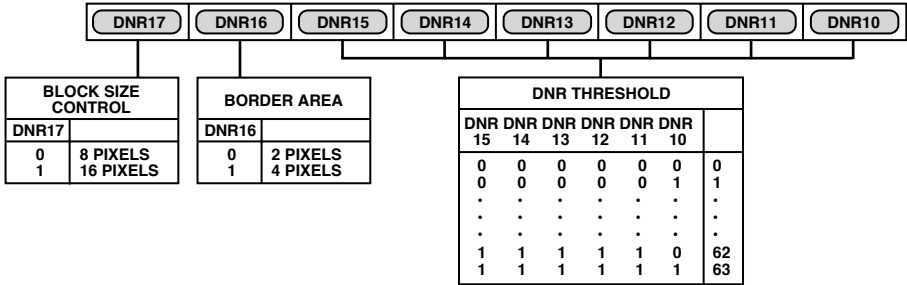 DNR17 DNR16 DNR15 DNR14 DNR13 DNR12 DNR11 DNR10
BLOCK SIZE
CONTROL
DNR17
0 8 PIXELS
1 16 PIXELS
BORDER AREA
DNR16
0 2 PIXELS
1 4 PIXELS
DNR THRESHOLD
DNR DNR DNR DNR DNR DNR
15 14 13 12 11 10
0 0 0 0 0 0 0
0 0 0 0 0 1 1
. . . . . . .
. . . . . . .
. . . . . . .
1 1 1 1 1 0 62
1 1 1 1 1 1 63